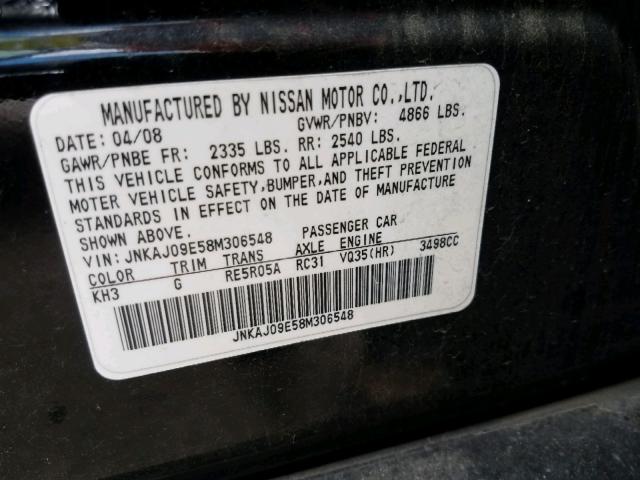 MANUFACTURED BY NISSAN MOTOR CO.,LTD.
DATE: 04/08 GVWR/PNBV: 4866 LBS.
GAWR/PNBE FR: 2335 LBS. RR: 2540 LBS.
THIS VEHICLE CONFORMS TO ALL APPLICABLE FEDERAL
MOTOR VEHICLE SAFETY,BUMPER,AND THEFT PREVENTION
STANDARDS IN EFFECT ON THE DATE OF MANUFACTURE
SHOWN ABOVE.
VIN: JNKAJ09E58M306548 PASSENGER CAR
COLOR TRIM TRANS AXLE ENGINE
KH3 G RE5R05A RC31 VQ35(HR) 3498CC
JNKAJ09E58M306548